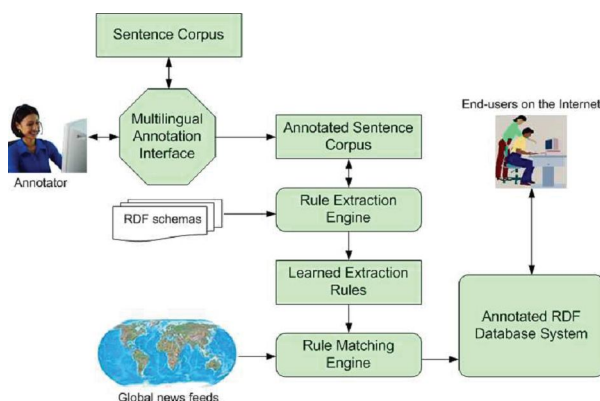 Sentence Corpus
Multilingual
Annotation
Interface
Annotator
Annotated Sentence
Corpus
End-users on the Internet
RDF schemas
Rule Extraction
Engine
Learned Extraction
Rules
Annotated RDF
Database System
Rule Matching
Engine
Global news feeds